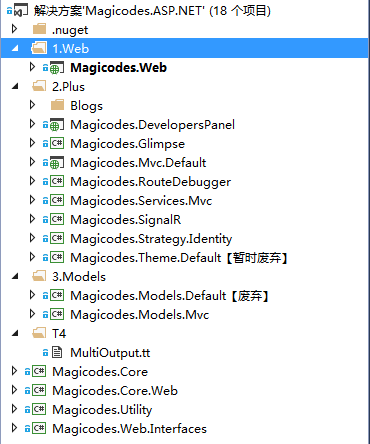 解决方案'Magicodes.ASP.NET' (18 个项目)
.nuget
1.Web
Magicodes.Web
2.Plus
Blogs
Magicodes.DevelopersPanel
C# Magicodes.Glimpse
Magicodes.Mvc.Default
C# Magicodes.RouteDebugger
C# Magicodes.Services.Mvc
C# Magicodes.SignalR
C# Magicodes.Strategy.Identity
C# Magicodes.Theme.Default【暂时废弃】
3.Models
C# Magicodes.Models.Default【废弃】
C# Magicodes.Models.Mvc
T4
MultiOutput.tt
C# Magicodes.Core
C# Magicodes.Core.Web
C# Magicodes.Utility
C# Magicodes.Web.Interfaces